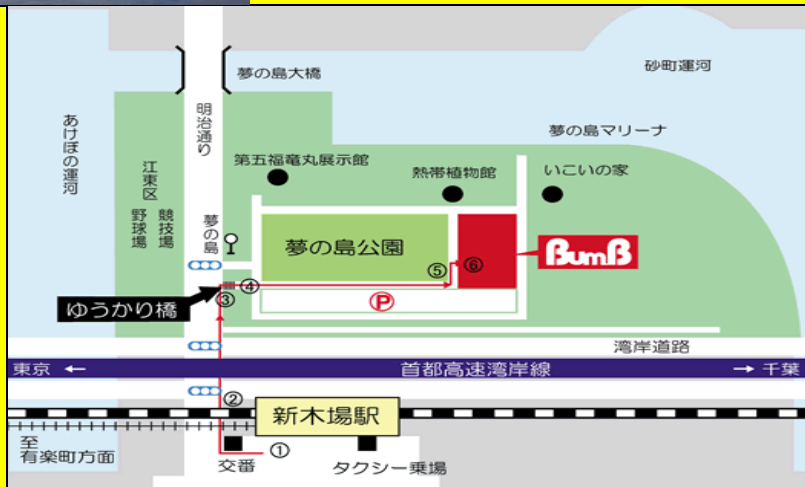 夢の島大橋
砂町運河
あけぼの運河
明治通り
夢の島マリーナ
第五福竜丸展示館
熱帯植物館
いこいの家
江東区
野球場
競技場
夢の島
夢の島公園
⑤
⑥
BumB
③
④
ゆうかり橋
P
湾岸道路
東京 ←
首都高速湾岸線
→ 千葉
②
新木場駅
至
有楽町方面
交番
①
タクシー乗場